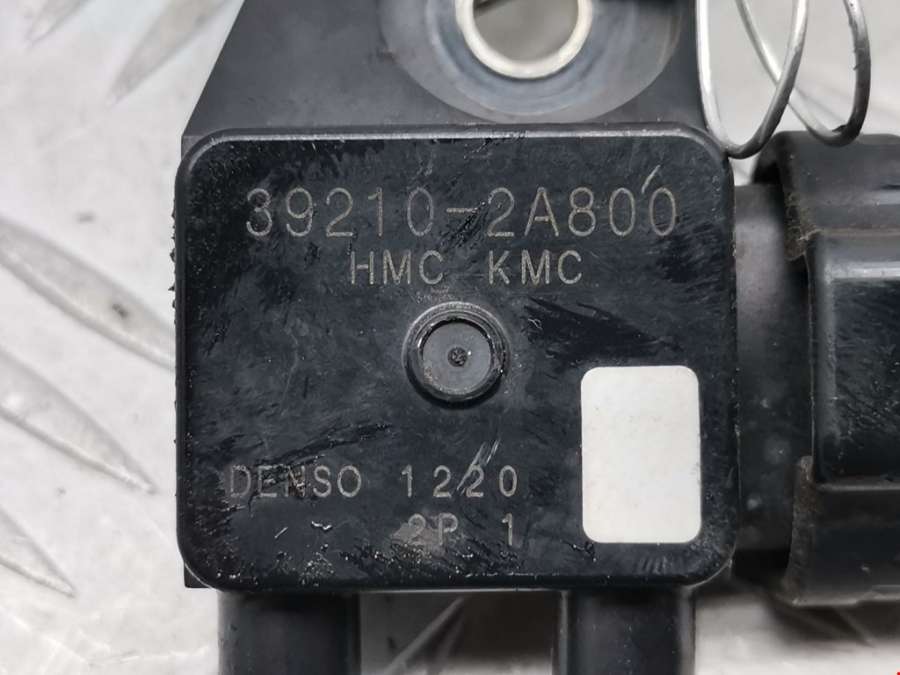 39210-2A800
HMC KMC
DENSO 1220
2P 1